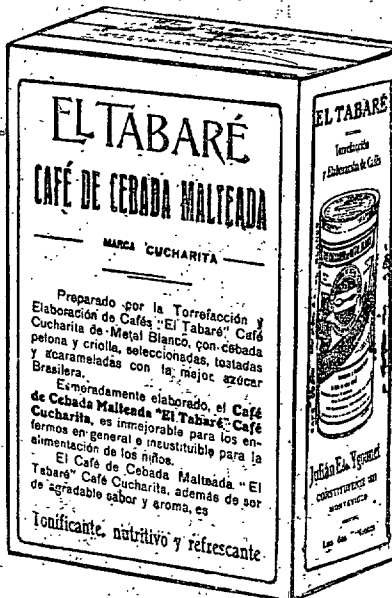 EL TABARÉ
CAFÉ DE CEBADA MALTEADA
MARCA CUCHARITA
Preparado por la Torrefacción y
Elaboración de Cafés "El Tabaré" Café
Cucharita de Metal Blanco, con cebada
pelona y criolla, seleccionadas, tostadas
y acarameladas con la mejor azúcar
Brasilera.
Esmeradamente elaborado, el Café
de Cebada Malteada "El Tabaré" Café
Cucharita, es inmejorable para los en-
fermos en general e insustituible para la
alimentación de los niños.
El Café de Cebada Malteada "El
Tabaré" Café Cucharita, además de ser
de agradable sabor y aroma, es
Tonificante, nutritivo y refrescante
EL TABARÉ
Torrefacción
y Elaboración de Cafés
Julián
CONSTITUYENTE
MONTEVIDEO